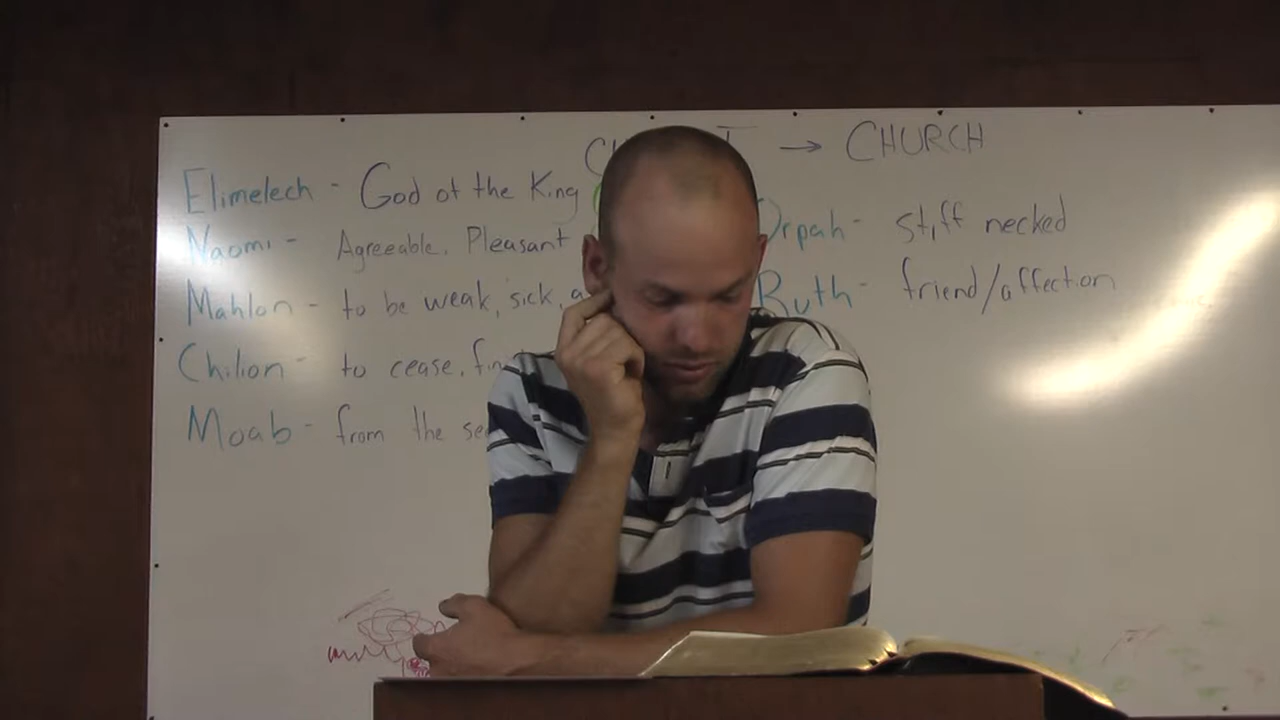 → CHURCH
Elimelech - God of the King
Naomi - Agreeable, Pleasant
Mahlon - to be weak, sick,
Chilion - to cease,
Moab - from the
Orpah - stiff necked
Ruth - friend/affection